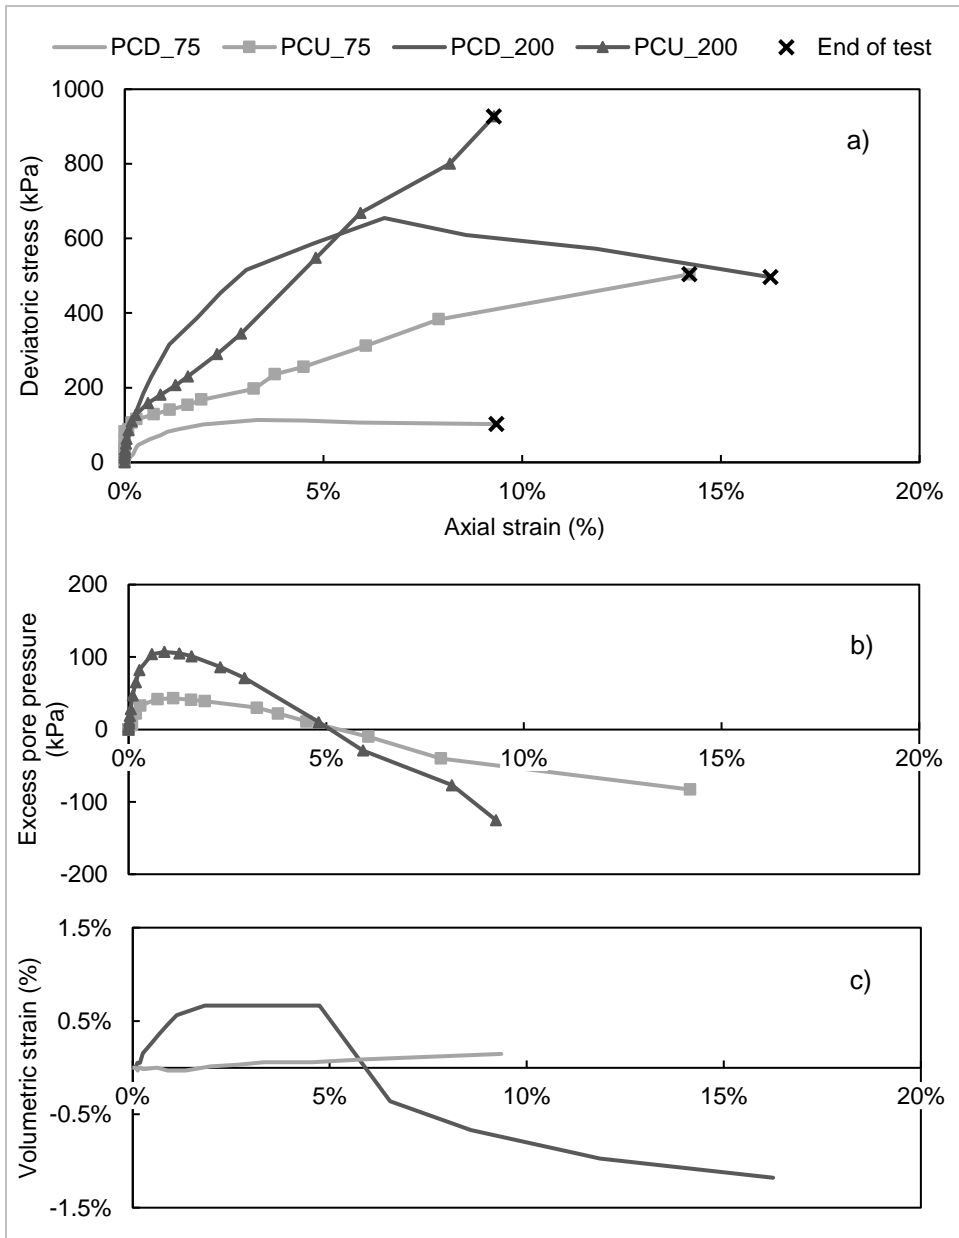 PCD_75 PCU_75 PCD_200 PCU_200 End of test
1000
800
600
400
200
0
0% 5% 10% 15% 20%
Deviatoric stress (kPa)
Axial strain (%)
a)
200
100
0
-100
-200
0% 5% 10% 15% 20%
Excess pore pressure
(kPa)
b)
1.5%
0.5%
-0.5%
-1.5%
0% 5% 10% 15% 20%
Volumetric strain (%)
c)